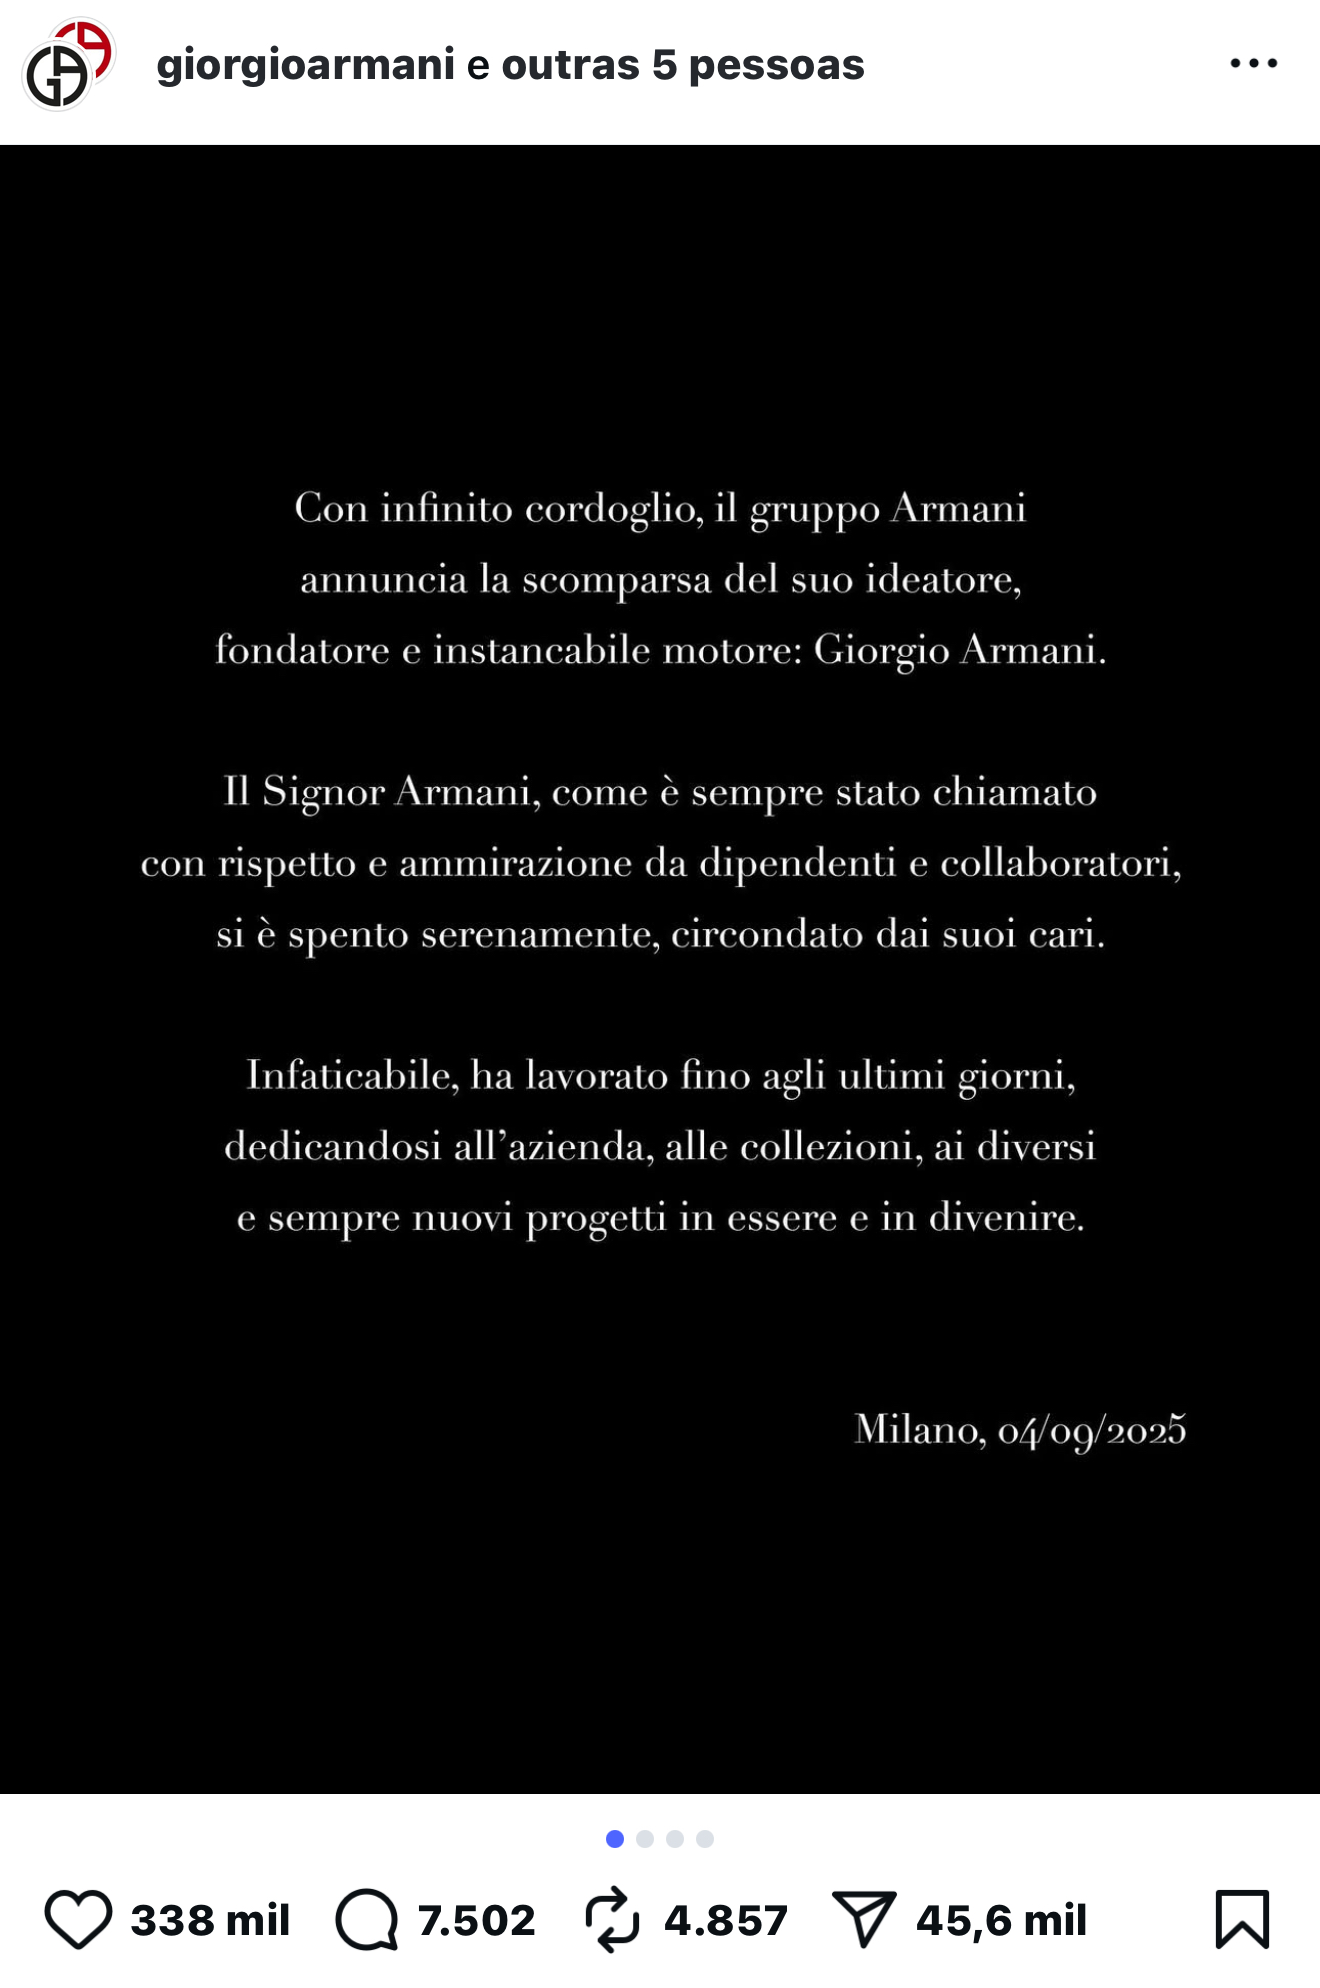 giorgioarmani e outras 5 pessoas
Con infinito cordoglio, il gruppo Armani
annuncia la scomparsa del suo ideatore,
fondatore e instancabile motore: Giorgio Armani.
Il Signor Armani, come è sempre stato chiamato
con rispetto e ammirazione da dipendenti e collaboratori,
si è spento serenamente, circondato dai suoi cari.
Infaticabile, ha lavorato fino agli ultimi giorni,
dedicandosi all’azienda, alle collezioni, ai diversi
e sempre nuovi progetti in essere e in divenire.
Milano, 04/09/2025
338 mil 7.502 4.857 45,6 mil